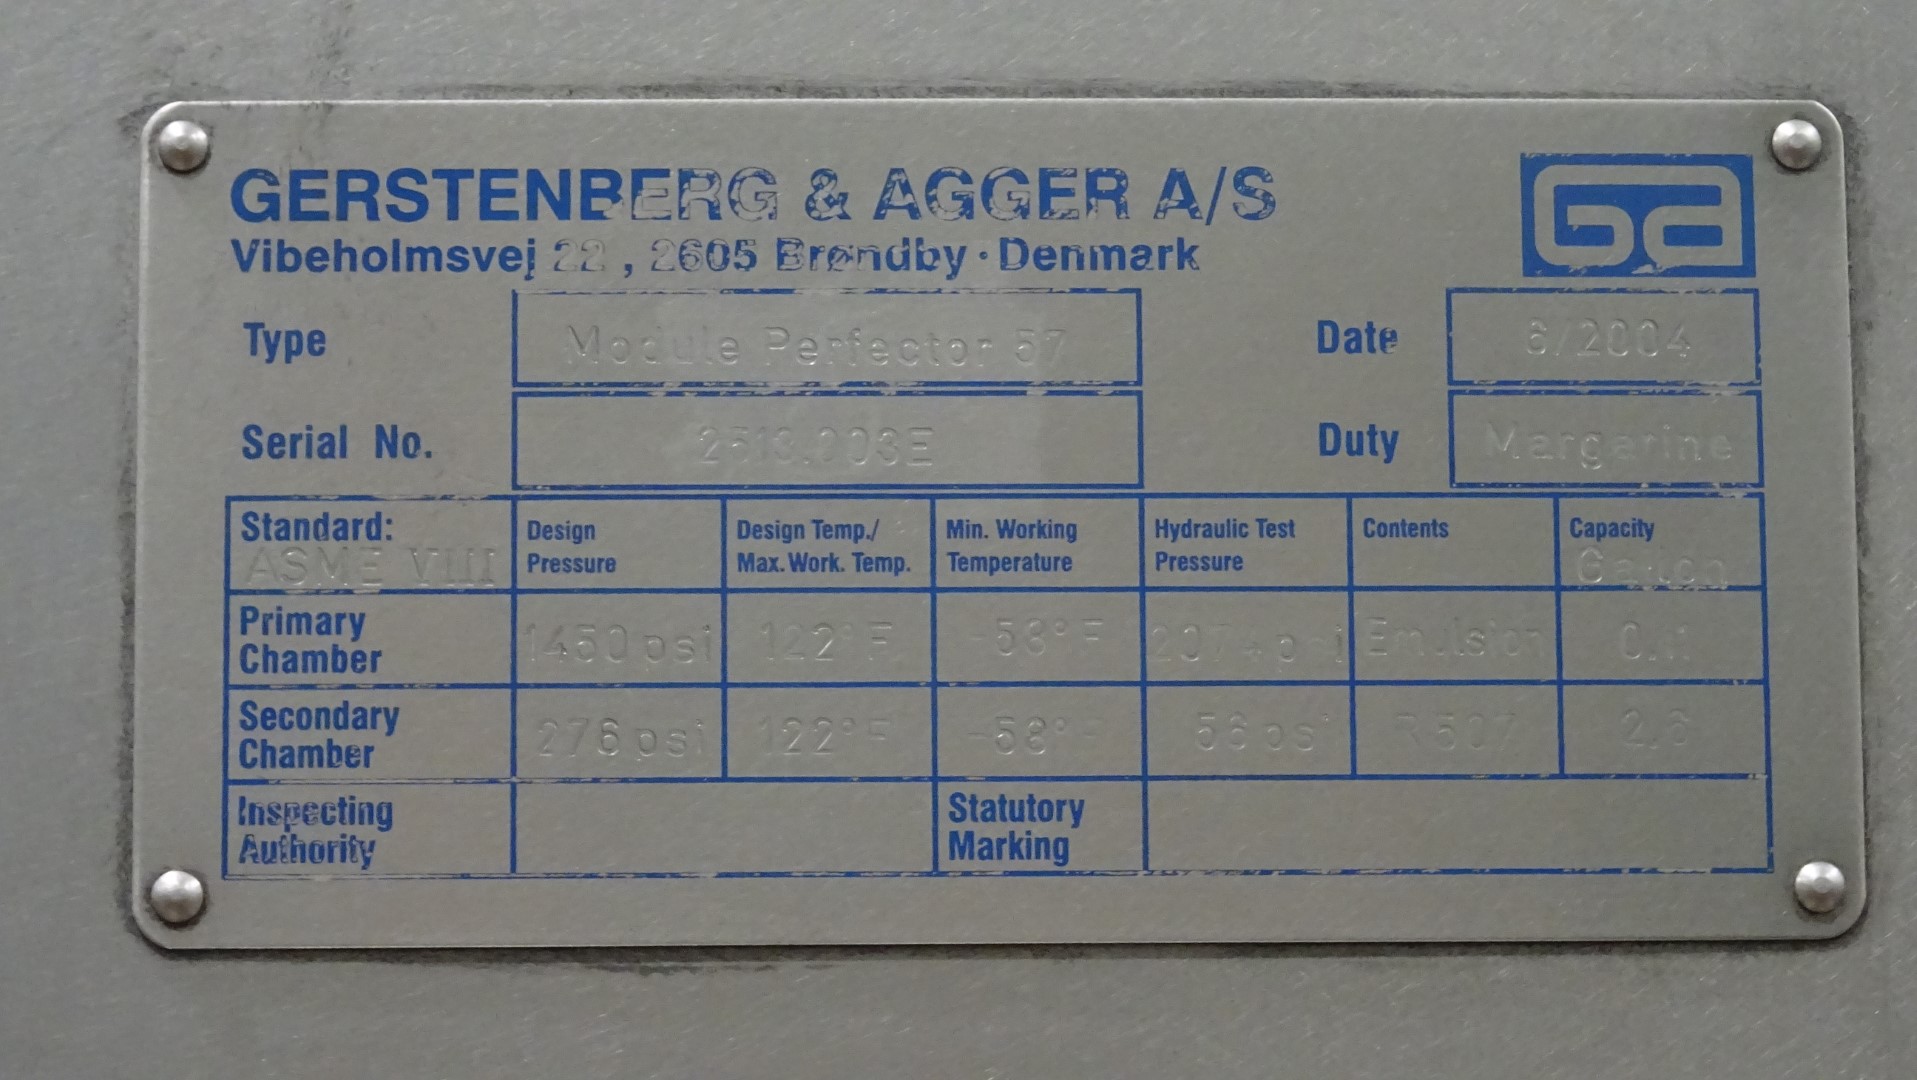 GERSTENBERG & AGGER A/S
GA
Vibeholmsvej 22 , 2605 Brøndby · Denmark
Type Module Perfector 57 Date 6/2004
Serial No. 2513.003E Duty Margarine
Standard: ASME VIII
Design Pressure
Design Temp./ Max. Work. Temp.
Min. Working Temperature
Hydraulic Test Pressure
Contents
Capacity Gallon
Primary Chamber 1450 psi 122°F Emulsion
Secondary Chamber 276 psi 122°F R507
Inspecting Authority
Statutory Marking